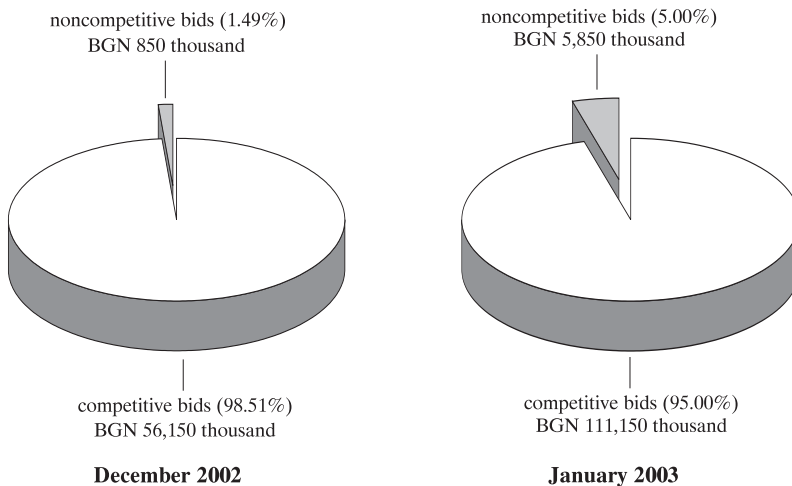 noncompetitive bids (1.49%)
BGN 850 thousand
competitive bids (98.51%)
BGN 56,150 thousand
December 2002
noncompetitive bids (5.00%)
BGN 5,850 thousand
competitive bids (95.00%)
BGN 111,150 thousand
January 2003